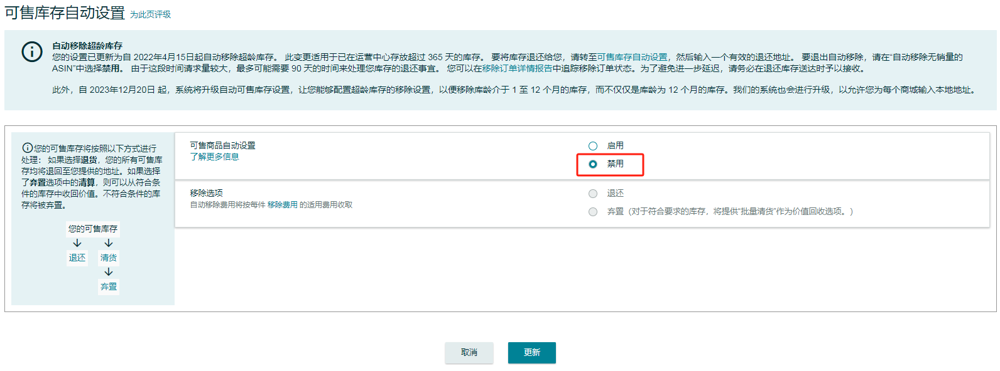 可售库存自动设置 为此页评级
自动移除超龄库存
您的设置已更新为自 2022年4月15日起自动移除超龄库存。 此变更适用于已在运营中心存放超过 365 天的库存。 要将库存退还给您，请转至可售库存自动设置，然后输入一个有效的退还地址。 要退出自动移除，请在“自动移除无销量的
ASIN”中选择禁用。 由于这段时间请求量较大，最多可能需要 90 天的时间来处理您库存的退还事宜。 您可以在移除订单详情报告中追踪移除订单状态。为了避免进一步延迟，请务必在退还库存送达时予以接收。
此外，自 2023年12月20日 起，系统将升级自动可售库存设置，让您能够配置超龄库存的移除设置，以便移除库龄介于 1 至 12 个月的库存，而不仅仅是库龄为 12 个月的库存。我们的系统也会进行升级，以允许您为每个商城输入本地地址。
您的可售库存将按照以下方式进行
处理： 如果选择退货，您的所有可售库
存均将退回至您提供的地址。如果选择
了弃置选项中的清算，则可以从符合条
件的库存中收回价值。不符合条件的库
存将被弃置。
您的可售库存
退还 清货
弃置
可售商品自动设置
了解更多信息
启用
禁用
移除选项
自动移除费用将按每件 移除费用 的适用费用收取
退还
弃置（对于符合要求的库存，将提供“批量清货”作为价值回收选项。）
取消 更新